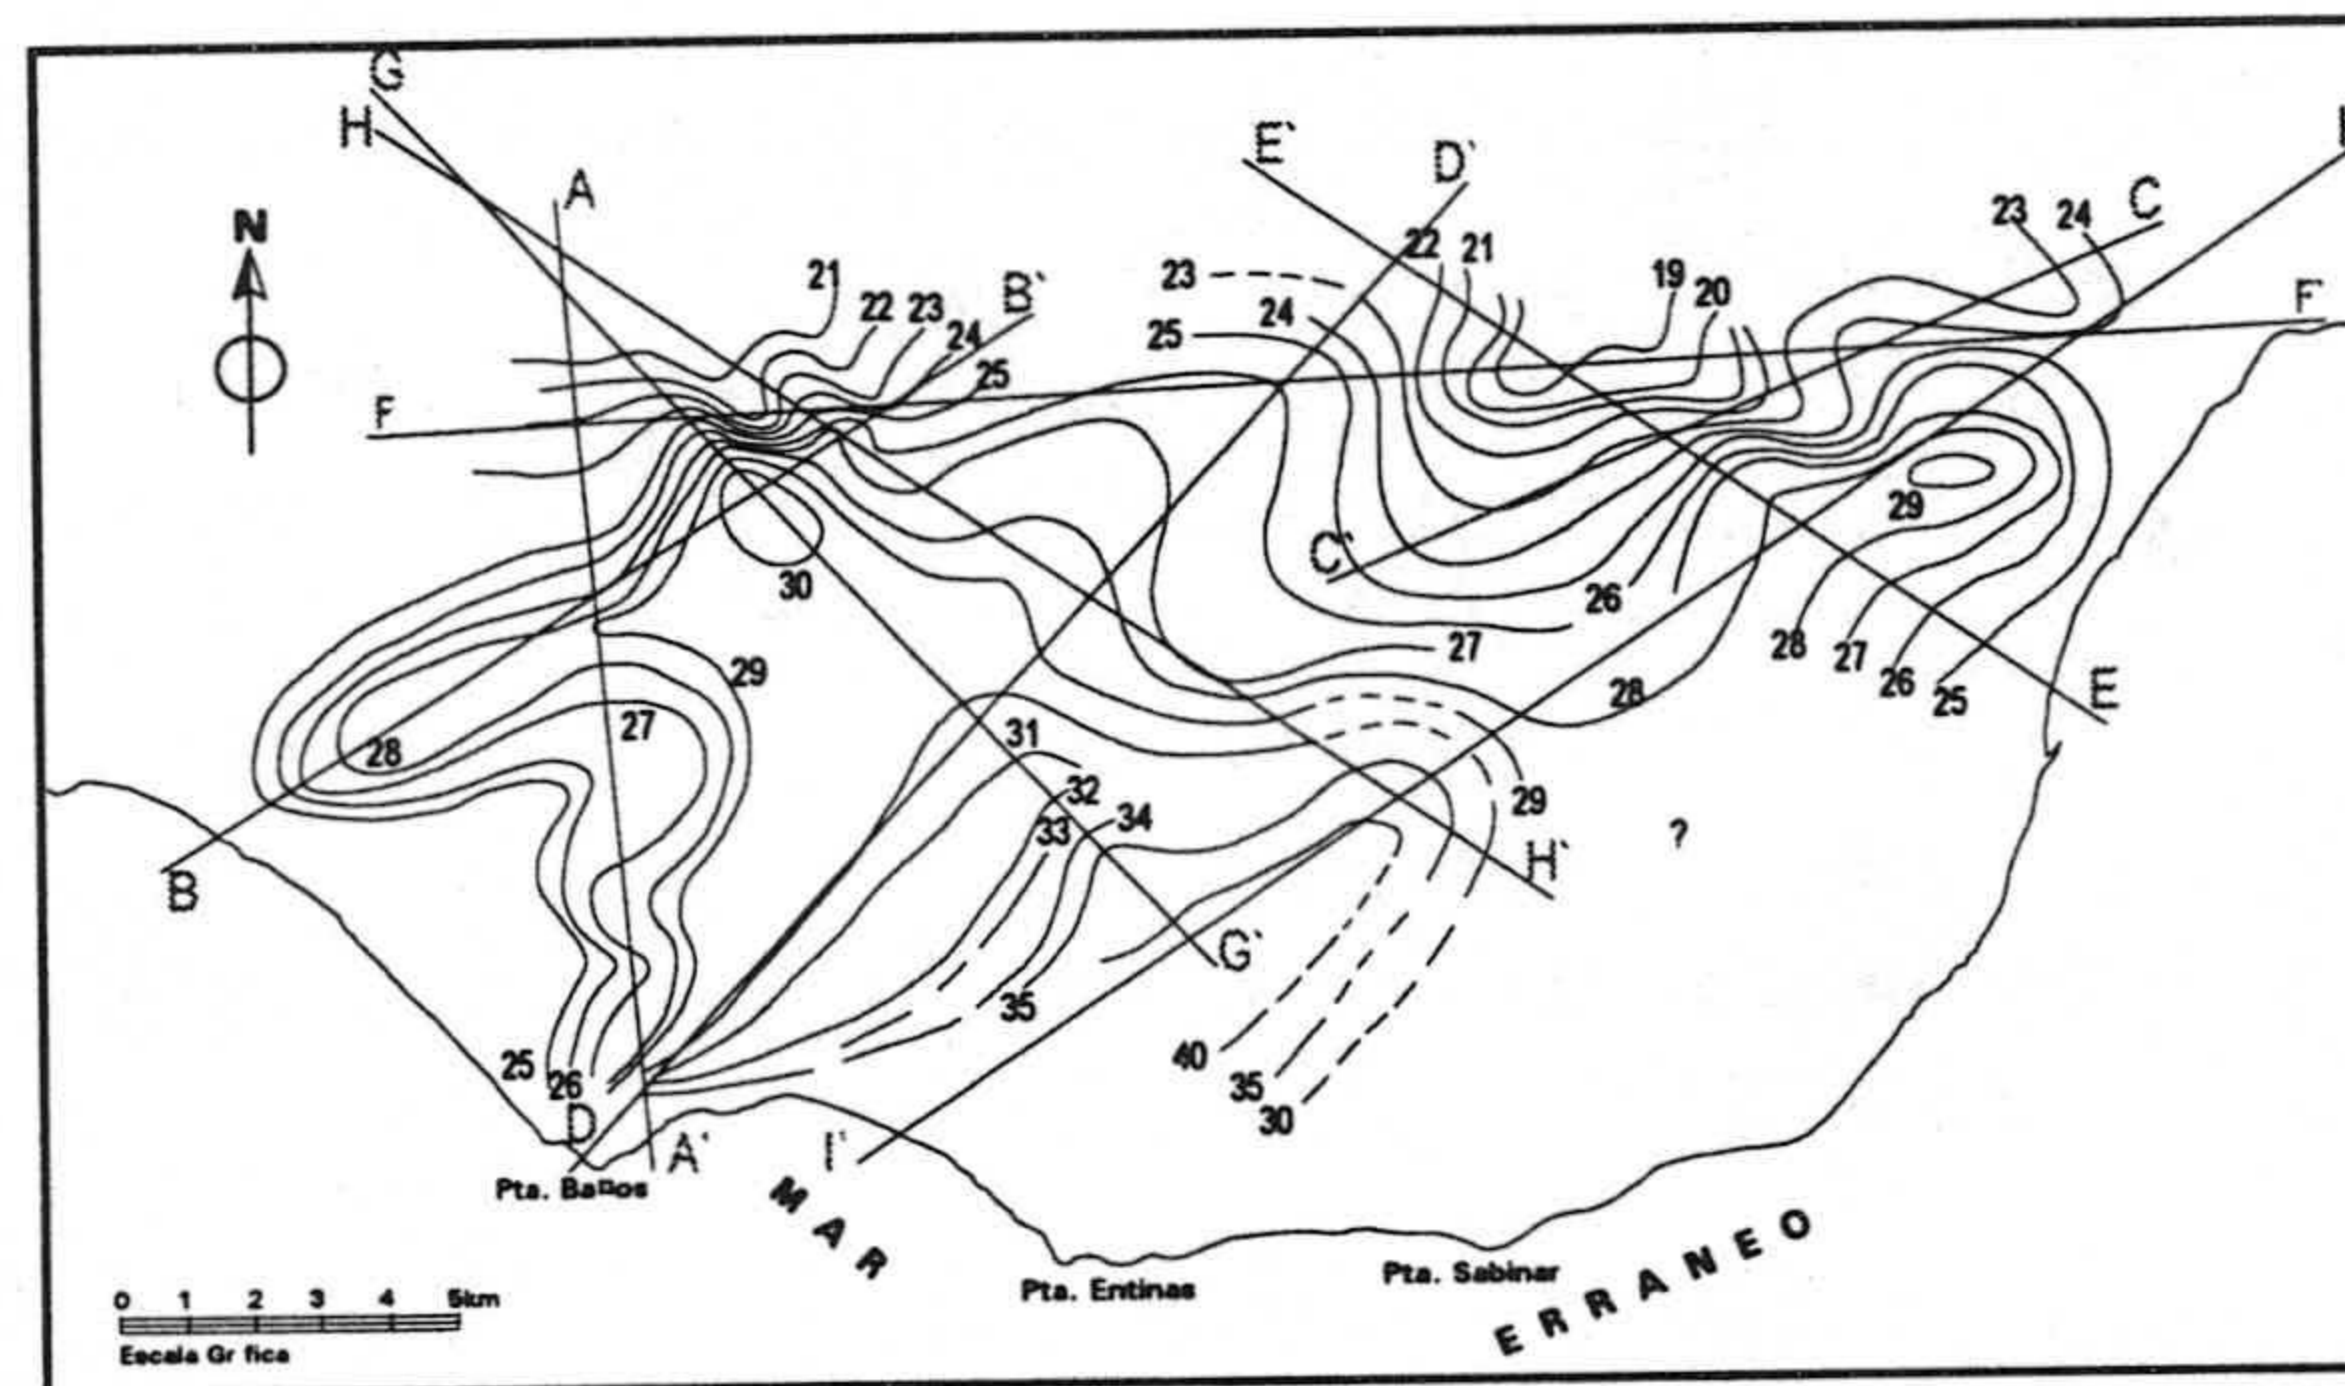 G
H
A
N
E` D`
C
23 24
22 21
21
23
19 20
B`
22 23
24
24
25
F`
25
F
C`
29
30
26
27
28 27 26 25
29
28
E
27
28
31
32
29
33 34
?
H`
B
G`
35
40
35
30
25 26
D
A` I`
Pta. Ba¤os
MAR
Pta. Entinas
Pta. Sabinar
ERRANEO
0 1 2 3 4 5km
Escala Gr fica